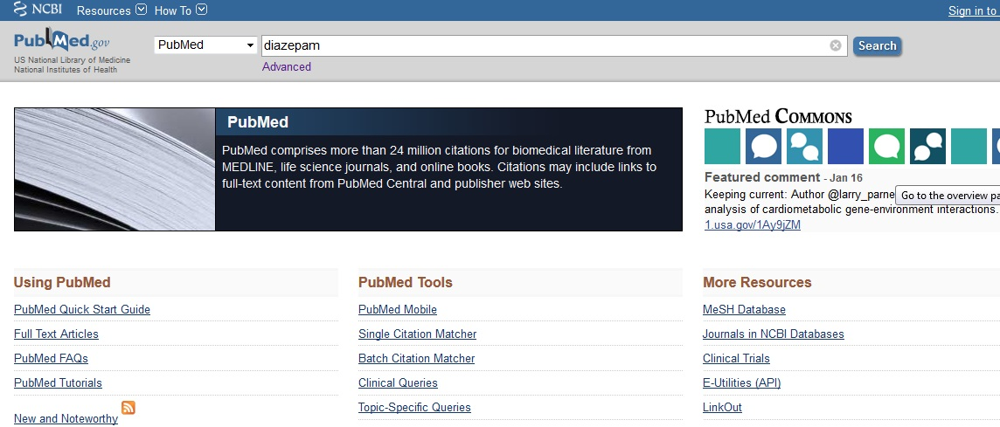 NCBI Resources How To Sign in to
PubMed.gov
US National Library of Medicine
National Institutes of Health
PubMed diazepam Search
Advanced
PubMed
PubMed comprises more than 24 million citations for biomedical literature from
MEDLINE, life science journals, and online books. Citations may include links to
full-text content from PubMed Central and publisher web sites.
PubMed COMMONS
Featured comment - Jan 16
Keeping current: Author @larry_parne
Go to the overview pa
analysis of cardiometabolic gene-environment interactions.
1.usa.gov/1Ay9jZM
Using PubMed
PubMed Quick Start Guide
Full Text Articles
PubMed FAQs
PubMed Tutorials
New and Noteworthy
PubMed Tools
PubMed Mobile
Single Citation Matcher
Batch Citation Matcher
Clinical Queries
Topic-Specific Queries
More Resources
MeSH Database
Journals in NCBI Databases
Clinical Trials
E-Utilities (API)
LinkOut